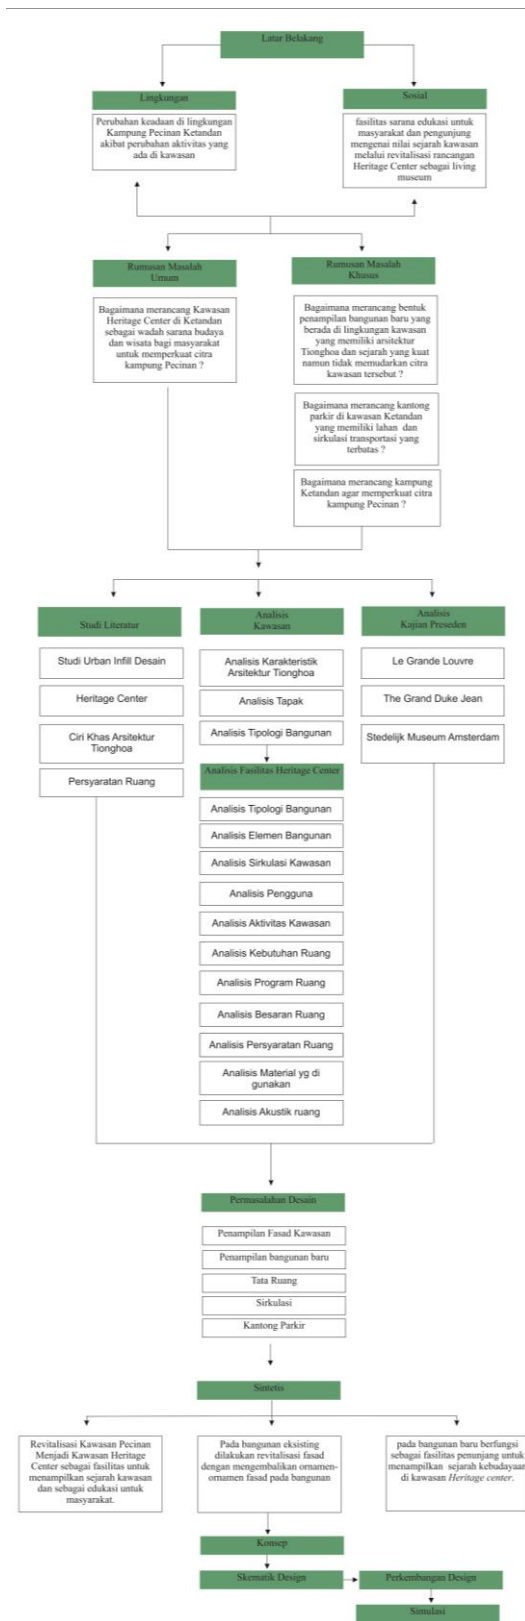 Latar Belakang
Lingkungan
Perubahan keadaan di lingkungan
Kampung Pecinan Ketandan
akibat perubahan aktivitas yang
ada di kawasan
Sosial
fasilitas sarana edukasi untuk
masyarakat dan pengunjung
mengenai nilai sejarah kawasan
melalui revitalisasi rancangan
Heritage Center sebagai living
museum
Rumusan Masalah
Umum
Bagaimana merancang Kawasan
Heritage Center di Ketandan
sebagai wadah sarana budaya
dan wisata bagi masyarakat
untuk memperkuat citra
kampung Pecinan ?
Rumusan Masalah
Khusus
Bagaimana merancang bentuk
penampilan bangunan baru yang
berada di lingkungan kawasan
yang memiliki arsitektur
Tionghoa dan sejarah yang kuat
namun tidak memudarkan citra
kawasan tersebut ?
Bagaimana merancang kantong
parkir di kawasan Ketandan
yang memiliki lahan dan
sirkulasi transportasi yang
terbatas ?
Bagaimana merancang kampung
Ketandan agar memperkuat citra
kampung Pecinan ?
Studi Literatur
Studi Urban Infill Desain
Heritage Center
Ciri Khas Arsitektur
Tionghoa
Persyaratan Ruang
Analisis
Kawasan
Analisis Karakteristik
Arsitektur Tionghoa
Analisis Tapak
Analisis Tipologi Bangunan
Analisis Fasilitas Heritage Center
Analisis Tipologi Bangunan
Analisis Elemen Bangunan
Analisis Sirkulasi Kawasan
Analisis Pengguna
Analisis Aktivitas Kawasan
Analisis Kebutuhan Ruang
Analisis Program Ruang
Analisis Besaran Ruang
Analisis Persyaratan Ruang
Analisis Material yg di
gunakan
Analisis Akustik ruang
Analisis
Kajian Preseden
Le Grande Louvre
The Grand Duke Jean
Stedelijk Museum Amsterdam
Permasalahan Desain
Penampilan Fasad Kawasan
Penampilan bangunan baru
Tata Ruang
Sirkulasi
Kantong Parkir
Sintetis
Revitalisasi Kawasan Pecinan
Menjadi Kawasan Heritage
Center sebagai fasilitas untuk
menampilkan sejarah kawasan
dan sebagai edukasi untuk
masyarakat.
Pada bangunan eksisting
dilakukan revitalisasi fasad
dengan mengembalikan ornamen-
ornamen fasad pada bangunan
pada bangunan baru berfungsi
sebagai fasilitas penunjang untuk
menampilkan sejarah kebudayaan
di kawasan Heritage center.
Konsep
Skematik Design
Perkembangan Design
Simulasi